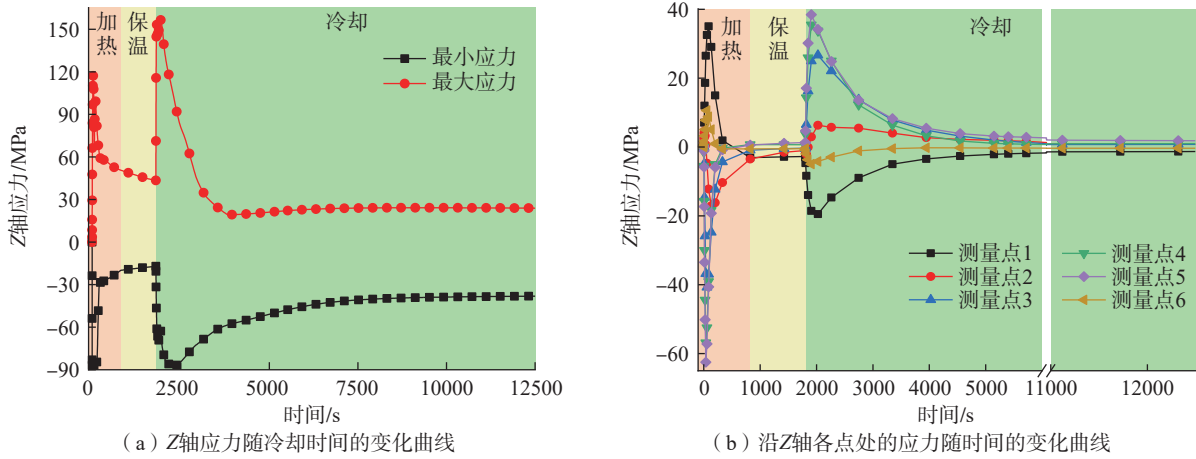 加热
保温
冷却
最小应力
最大应力
150
120
90
60
30
0
-30
-60
-90
Z轴应力/MPa
0
2500
5000
7500
10000
12500
时间/s
（a）Z轴应力随冷却时间的变化曲线
加热
保温
冷却
40
20
0
-20
-40
-60
Z轴应力/MPa
测量点1
测量点4
测量点2
测量点5
测量点3
测量点6
0
1000
2000
3000
4000
5000
12000
时间/s
（b）沿Z轴各点处的应力随时间的变化曲线